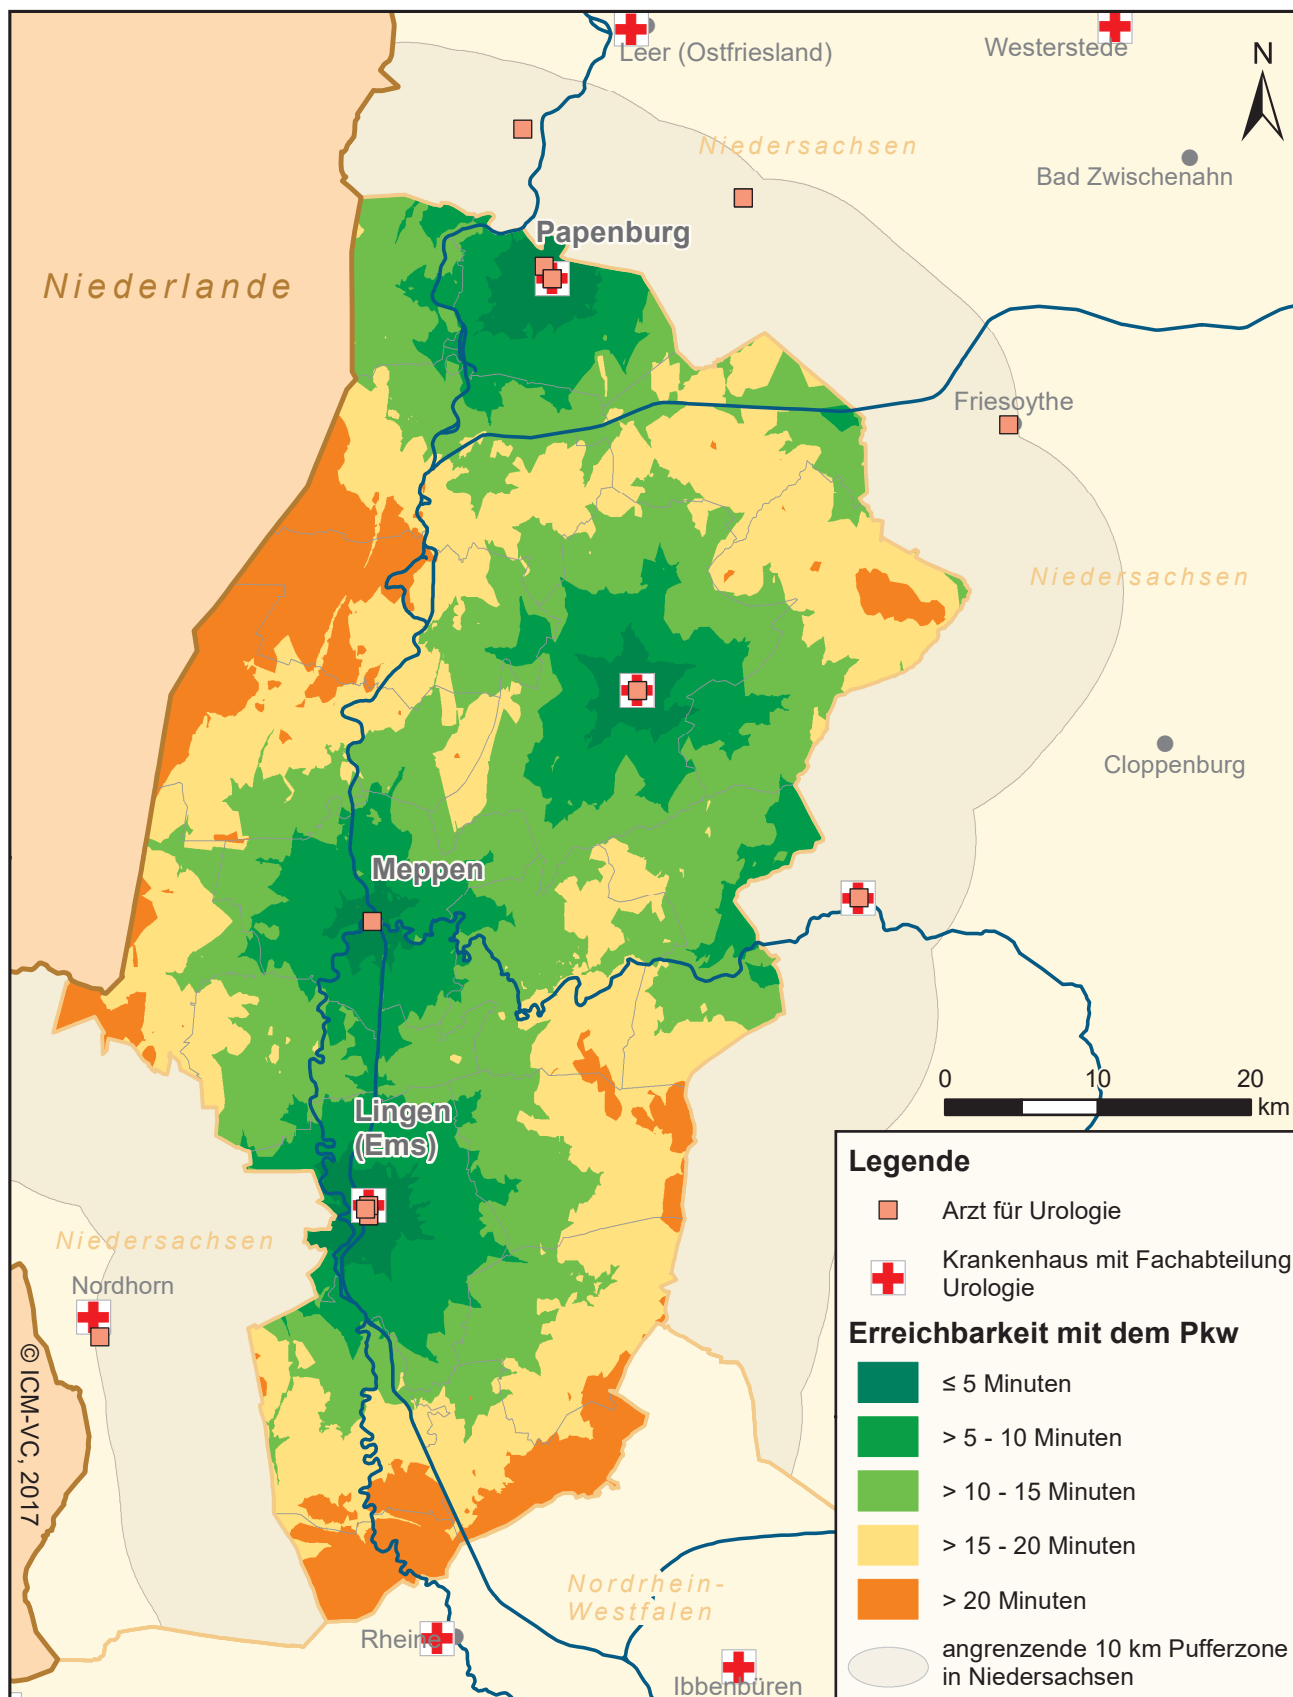 Leer (Ostfriesland)
Westerstede
N
Niedersachsen
Bad Zwischenahn
Papenburg
Niederlande
Friesoythe
Niedersachsen
Cloppenburg
Meppen
0 10 20
km
Lingen
(Ems)
Niedersachsen
Nordhorn
© ICM-VC, 2017
Nordrhein-
Westfalen
Rheine
Ibbenbüren
Legende
Arzt für Urologie
Krankenhaus mit Fachabteilung
Urologie
Erreichbarkeit mit dem Pkw
≤ 5 Minuten
> 5 - 10 Minuten
> 10 - 15 Minuten
> 15 - 20 Minuten
> 20 Minuten
angrenzende 10 km Pufferzone
in Niedersachsen